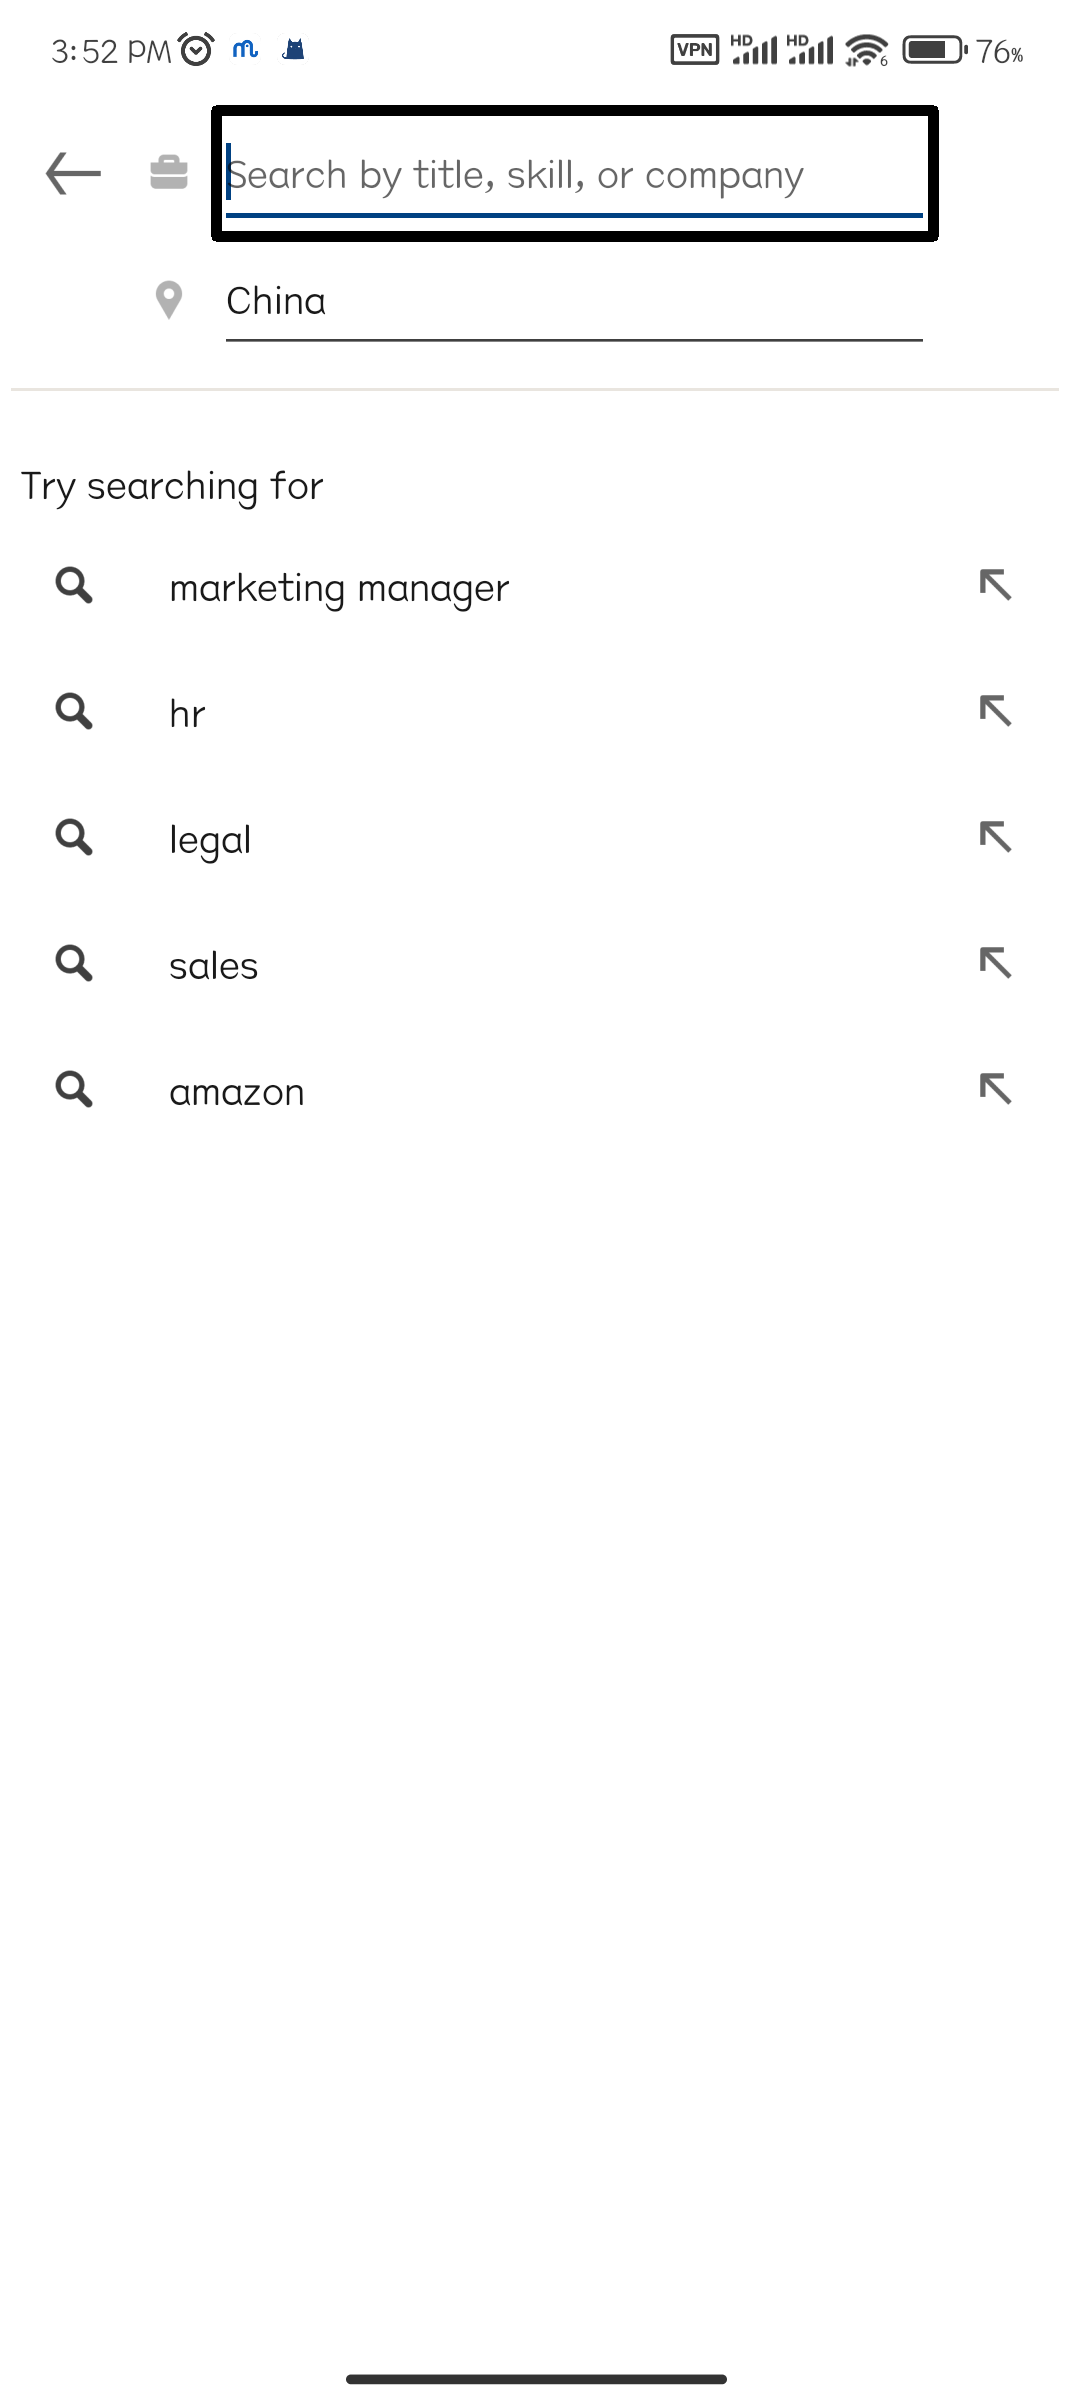 3:52 PM VPN HD HD 6 76%
Search by title, skill, or company
China
Try searching for
marketing manager
hr
legal
sales
amazon